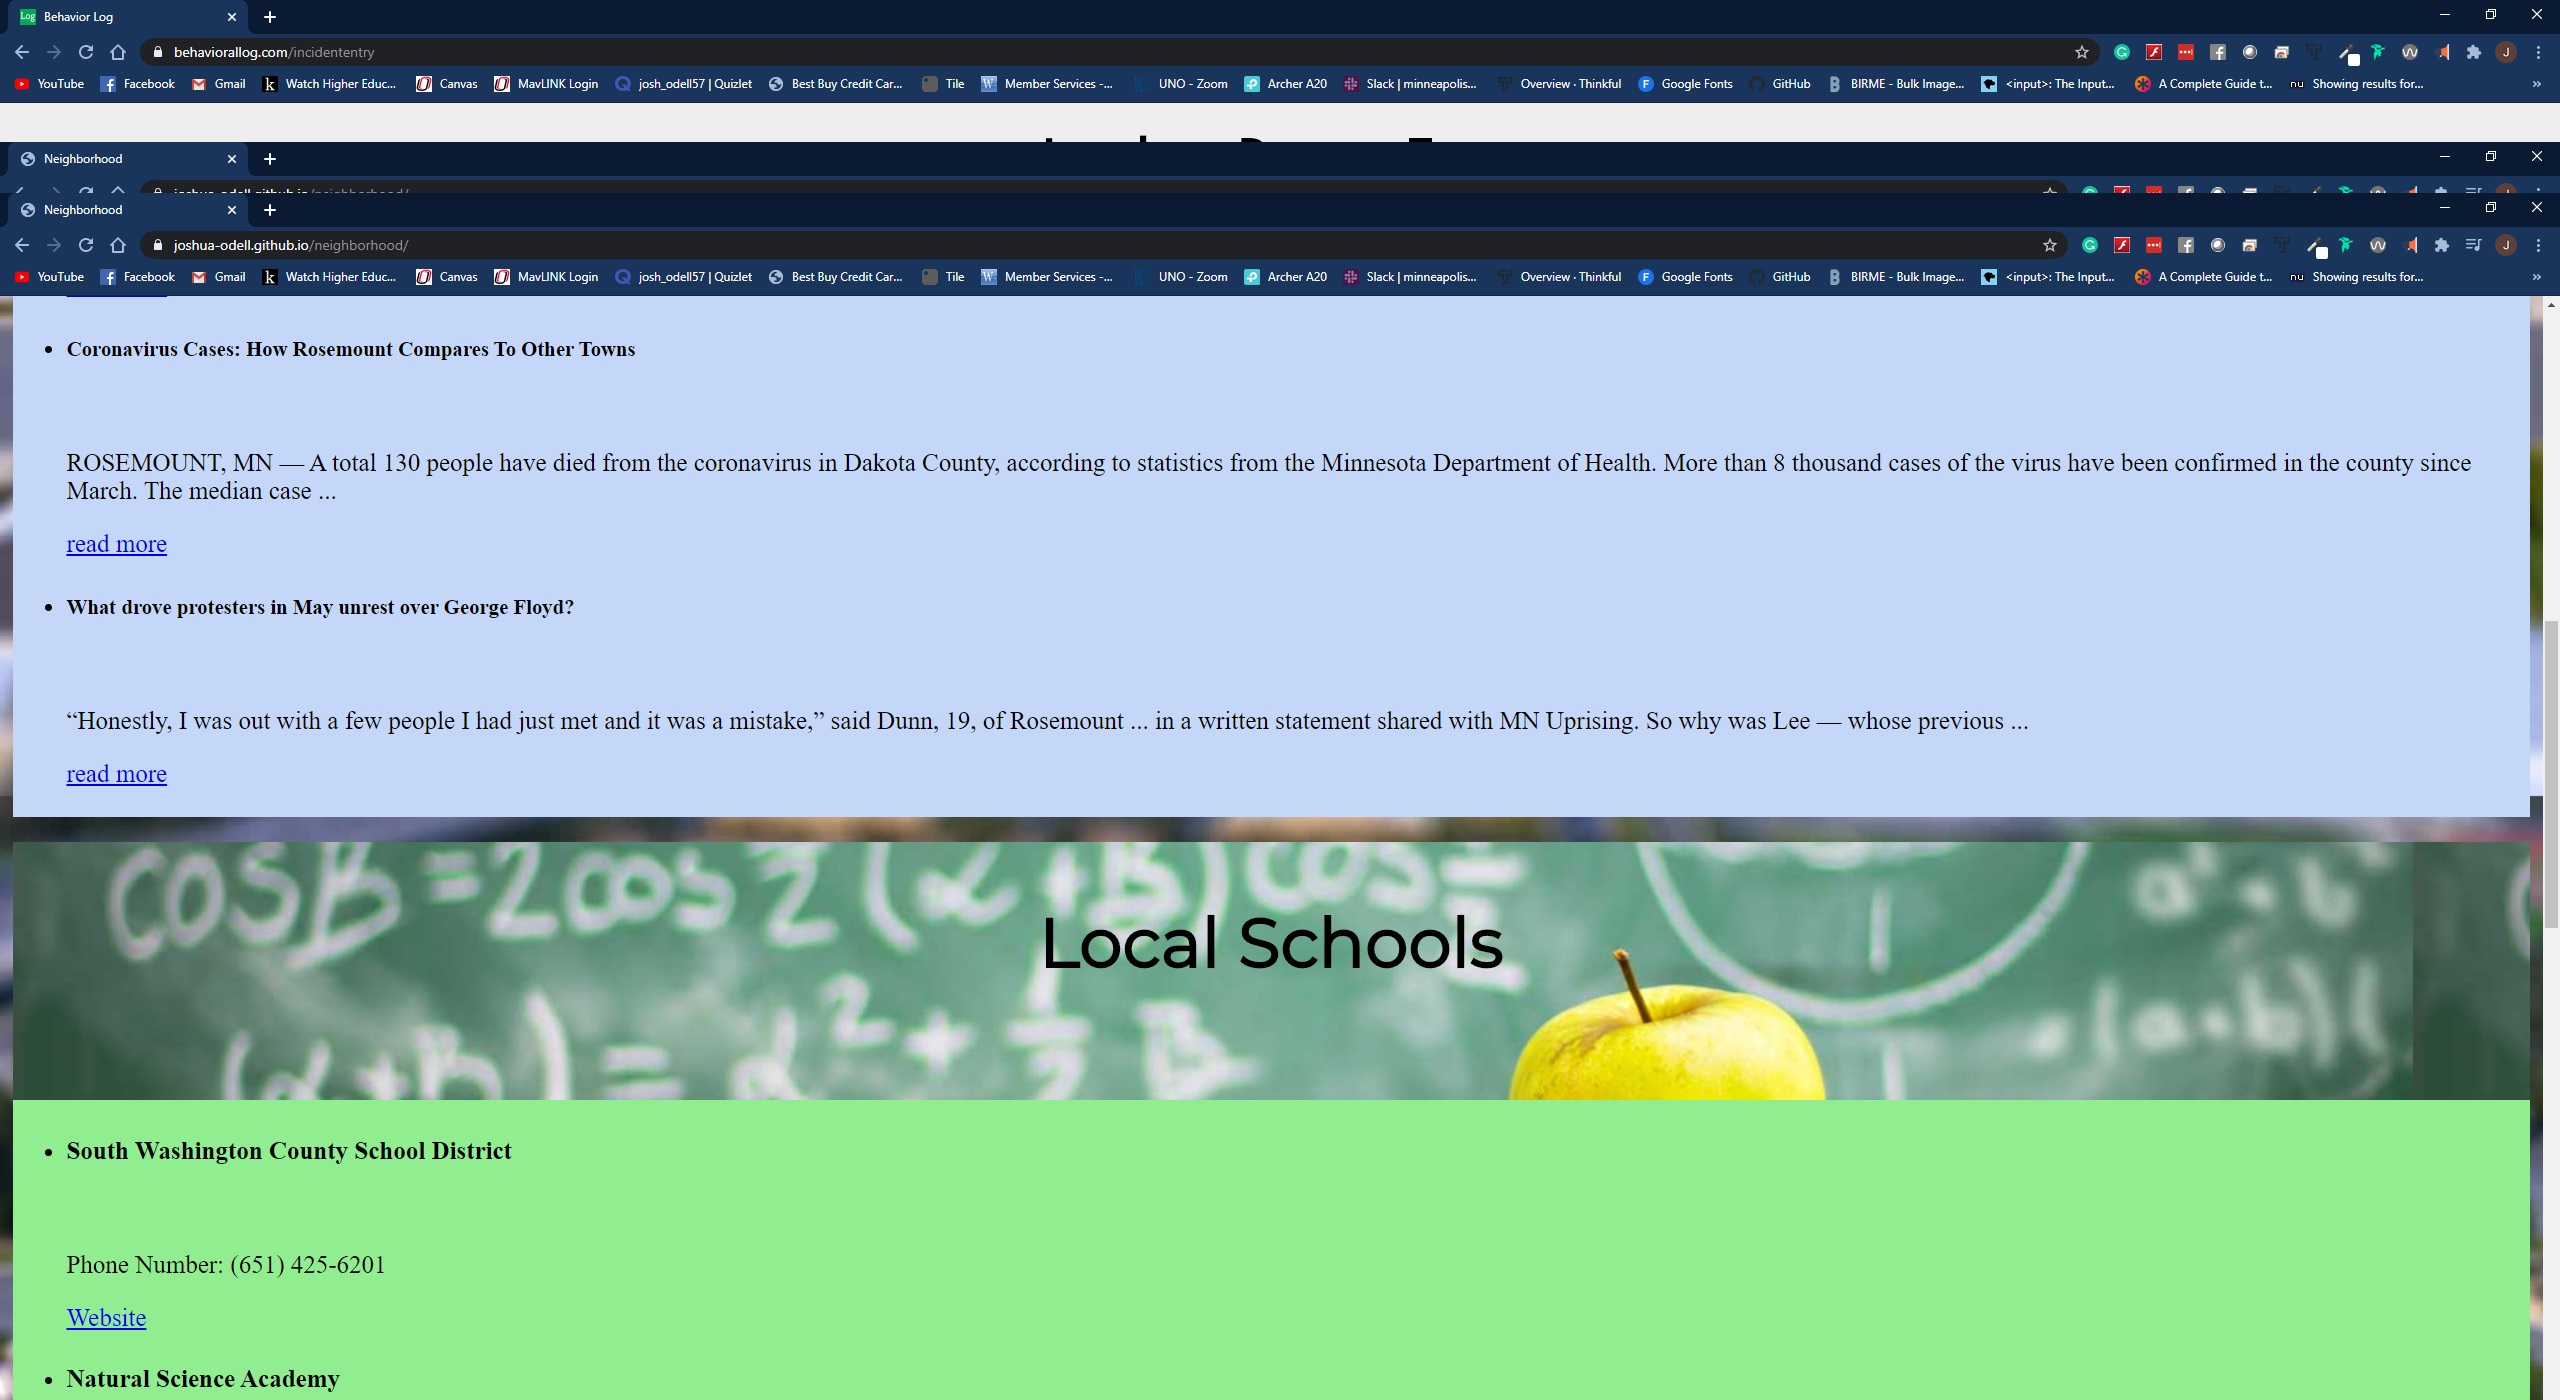 Behavior Log
behaviorallog.com/incidententry
YouTube Facebook Gmail Watch Higher Educ... Canvas MavLINK Login josh_odell57 | Quizlet Best Buy Credit Car... Tile Member Services -... UNO - Zoom Archer A20 Slack | minneapolis... Overview · Thinkful Google Fonts GitHub BIRME - Bulk Image... <input>: The Input... A Complete Guide t... Showing results for... »
Neighborhood
joshua-odell.github.io/neighborhood/
Neighborhood
joshua-odell.github.io/neighborhood/
YouTube Facebook Gmail Watch Higher Educ... Canvas MavLINK Login josh_odell57 | Quizlet Best Buy Credit Car... Tile Member Services -... UNO - Zoom Archer A20 Slack | minneapolis... Overview · Thinkful Google Fonts GitHub BIRME - Bulk Image... <input>: The Input... A Complete Guide t... Showing results for... »
• Coronavirus Cases: How Rosemount Compares To Other Towns
ROSEMOUNT, MN — A total 130 people have died from the coronavirus in Dakota County, according to statistics from the Minnesota Department of Health. More than 8 thousand cases of the virus have been confirmed in the county since
March. The median case ...
read more
• What drove protesters in May unrest over George Floyd?
“Honestly, I was out with a few people I had just met and it was a mistake,” said Dunn, 19, of Rosemount ... in a written statement shared with MN Uprising. So why was Lee — whose previous ...
read more
Local Schools
• South Washington County School District
Phone Number: (651) 425-6201
Website
• Natural Science Academy